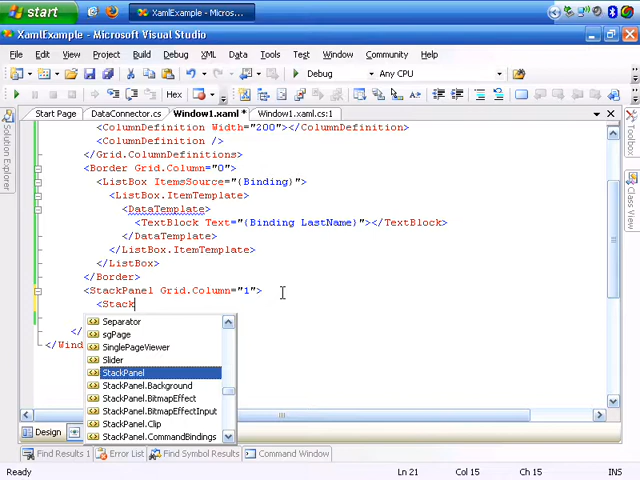 start
XamlExample - Micros...
XamlExample - Microsoft Visual Studio
File Edit View Project Build Debug XML Data Tools Test Window Community Help
Debug Any CPU
Hex
Start Page DataConnector.cs Window1.xaml* Window1.xaml.cs:1
Solution Explorer
Toolbox
Class View
<ColumnDefinition Width="200"></ColumnDefinition>
<ColumnDefinition />
</Grid.ColumnDefinitions>
<Border Grid.Column="0">
<ListBox ItemsSource="{Binding}">
<ListBox.ItemTemplate>
<DataTemplate>
<TextBlock Text="{Binding LastName}"></TextBlock>
</DataTemplate>
</ListBox.ItemTemplate>
</ListBox>
</Border>
<StackPanel Grid.Column="1">
<Stack
</
</Wind
Separator
sgPage
SinglePageViewer
Slider
StackPanel
StackPanel.Background
StackPanel.BitmapEffect
StackPanel.BitmapEffectInput
StackPanel.Clip
StackPanel.CommandBindings
Design
Find Results 1 Error List Find Symbol Results Command Window
Ready Ln 21 Col 15 Ch 15 INS